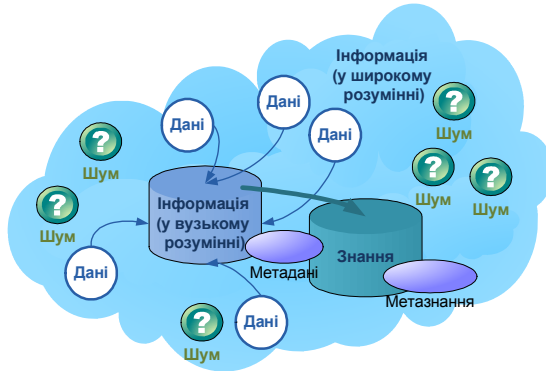 Інформація
(у широкому
розумінні)
Дані
Дані
Дані
?
Шум
?
Шум
?
Шум
?
Шум
?
Шум
Інформація
(у вузькому
розумінні)
Знання
Метадані
Дані
Метазнання
Дані
?
Шум